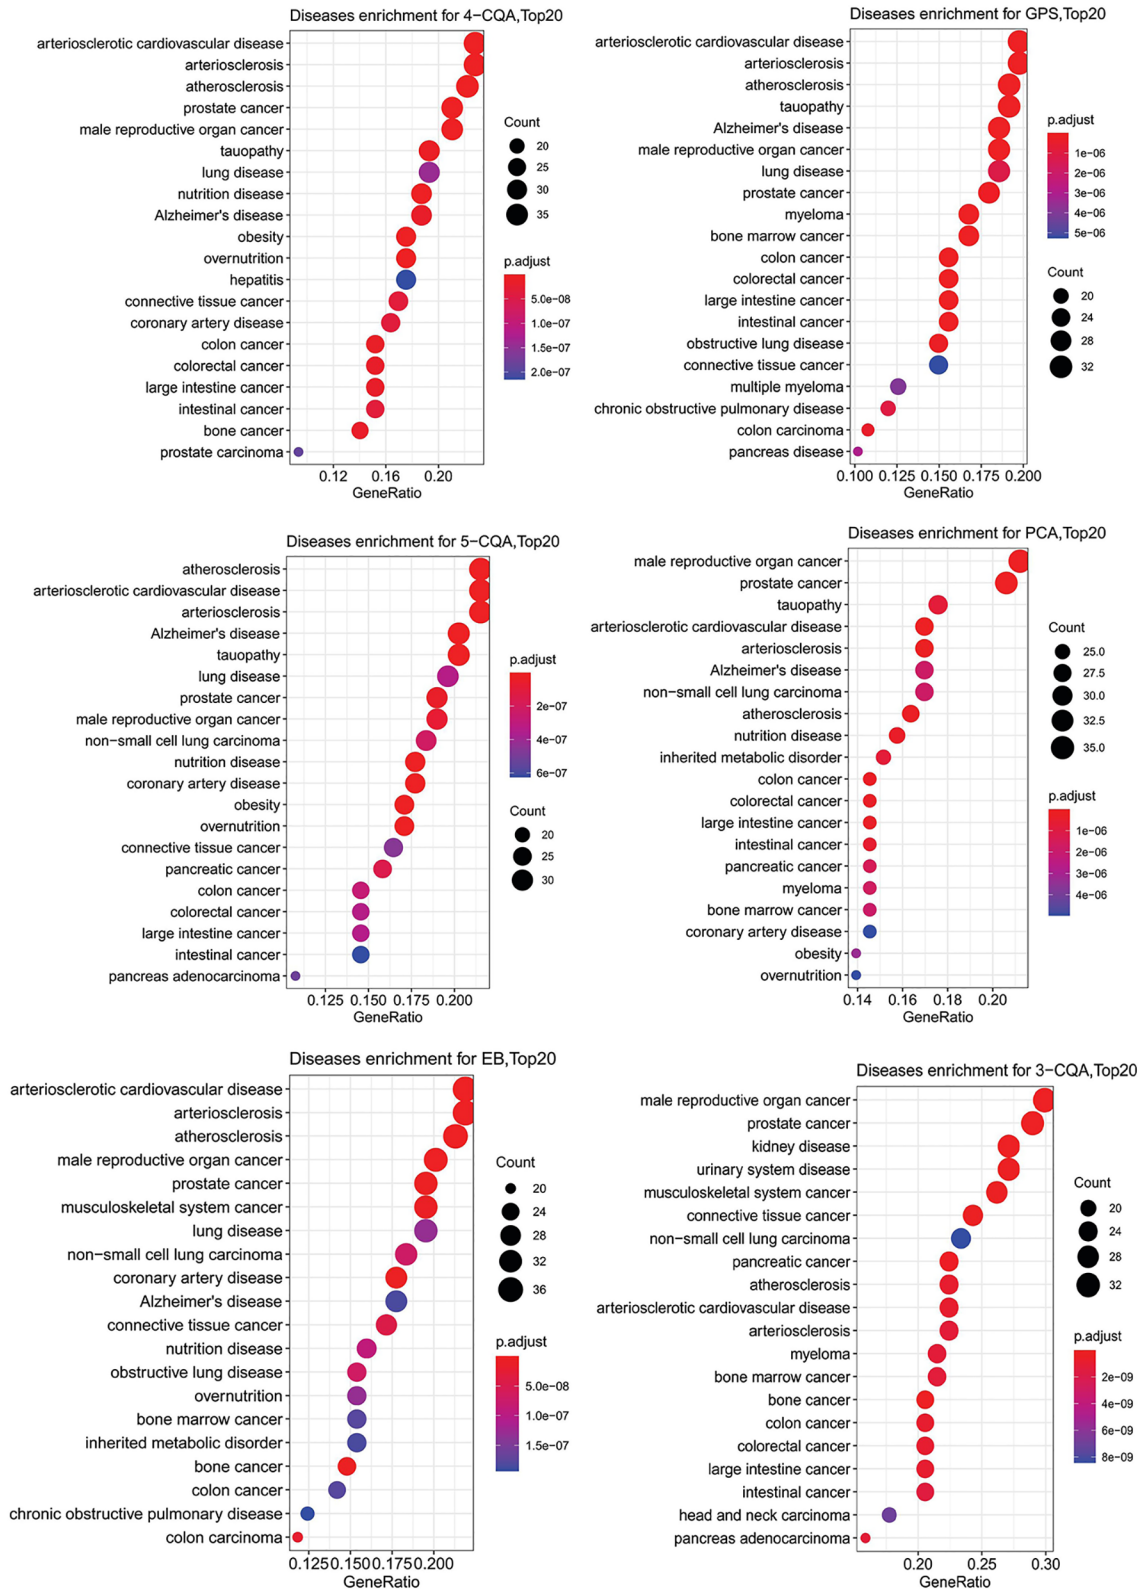 Diseases enrichment for 4−CQA,Top20
arteriosclerotic cardiovascular disease
arteriosclerosis
atherosclerosis
prostate cancer
male reproductive organ cancer
tauopathy
lung disease
nutrition disease
Alzheimer's disease
obesity
overnutrition
hepatitis
connective tissue cancer
coronary artery disease
colon cancer
colorectal cancer
large intestine cancer
intestinal cancer
bone cancer
prostate carcinoma
0.12 0.16 0.20
GeneRatio
Count
20
25
30
35
p.adjust
5.0e−08
1.0e−07
1.5e−07
2.0e−07
Diseases enrichment for GPS,Top20
arteriosclerotic cardiovascular disease
arteriosclerosis
atherosclerosis
tauopathy
Alzheimer's disease
male reproductive organ cancer
lung disease
prostate cancer
myeloma
bone marrow cancer
colon cancer
colorectal cancer
large intestine cancer
intestinal cancer
obstructive lung disease
connective tissue cancer
multiple myeloma
chronic obstructive pulmonary disease
colon carcinoma
pancreas disease
0.100 0.125 0.150 0.175 0.200
GeneRatio
p.adjust
1e−06
2e−06
3e−06
4e−06
5e−06
Count
20
24
28
32
Diseases enrichment for 5−CQA,Top20
atherosclerosis
arteriosclerotic cardiovascular disease
arteriosclerosis
Alzheimer's disease
tauopathy
lung disease
prostate cancer
male reproductive organ cancer
non−small cell lung carcinoma
nutrition disease
coronary artery disease
obesity
overnutrition
connective tissue cancer
pancreatic cancer
colon cancer
colorectal cancer
large intestine cancer
intestinal cancer
pancreas adenocarcinoma
0.125 0.150 0.175 0.200
GeneRatio
p.adjust
2e−07
4e−07
6e−07
Count
20
25
30
Diseases enrichment for PCA,Top20
male reproductive organ cancer
prostate cancer
tauopathy
arteriosclerotic cardiovascular disease
arteriosclerosis
Alzheimer's disease
non−small cell lung carcinoma
atherosclerosis
nutrition disease
inherited metabolic disorder
colon cancer
colorectal cancer
large intestine cancer
intestinal cancer
pancreatic cancer
myeloma
bone marrow cancer
coronary artery disease
obesity
overnutrition
0.14 0.16 0.18 0.20
GeneRatio
Count
25.0
27.5
30.0
32.5
35.0
p.adjust
1e−06
2e−06
3e−06
4e−06
Diseases enrichment for EB,Top20
arteriosclerotic cardiovascular disease
arteriosclerosis
atherosclerosis
male reproductive organ cancer
prostate cancer
musculoskeletal system cancer
lung disease
non−small cell lung carcinoma
coronary artery disease
Alzheimer's disease
connective tissue cancer
nutrition disease
obstructive lung disease
overnutrition
bone marrow cancer
inherited metabolic disorder
bone cancer
colon cancer
chronic obstructive pulmonary disease
colon carcinoma
0.125 0.150 0.175 0.200
GeneRatio
Count
20
24
28
32
36
p.adjust
5.0e−08
1.0e−07
1.5e−07
Diseases enrichment for 3−CQA,Top20
male reproductive organ cancer
prostate cancer
kidney disease
urinary system disease
musculoskeletal system cancer
connective tissue cancer
non−small cell lung carcinoma
pancreatic cancer
atherosclerosis
arteriosclerotic cardiovascular disease
arteriosclerosis
myeloma
bone marrow cancer
bone cancer
colon cancer
colorectal cancer
large intestine cancer
intestinal cancer
head and neck carcinoma
pancreas adenocarcinoma
0.20 0.25 0.30
GeneRatio
Count
20
24
28
32
p.adjust
2e−09
4e−09
6e−09
8e−09